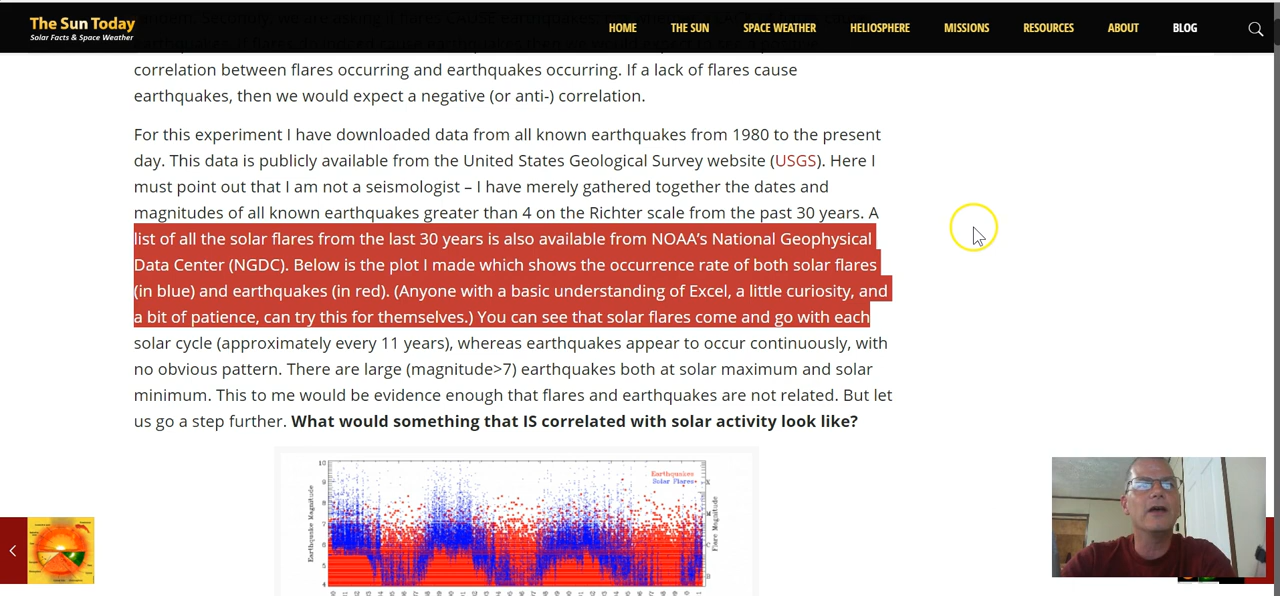 The Sun Today
Solar Facts & Space Weather
HOME
THE SUN
SPACE WEATHER
HELIOSPHERE
MISSIONS
RESOURCES
ABOUT
BLOG
correlation between flares occurring and earthquakes occurring. If a lack of flares cause
earthquakes, then we would expect a negative (or anti-) correlation.
For this experiment I have downloaded data from all known earthquakes from 1980 to the present
day. This data is publicly available from the United States Geological Survey website (USGS). Here I
must point out that I am not a seismologist – I have merely gathered together the dates and
magnitudes of all known earthquakes greater than 4 on the Richter scale from the past 30 years. A
list of all the solar flares from the last 30 years is also available from NOAA's National Geophysical
Data Center (NGDC). Below is the plot I made which shows the occurrence rate of both solar flares
(in blue) and earthquakes (in red). (Anyone with a basic understanding of Excel, a little curiosity, and
a bit of patience, can try this for themselves.) You can see that solar flares come and go with each
solar cycle (approximately every 11 years), whereas earthquakes appear to occur continuously, with
no obvious pattern. There are large (magnitude>7) earthquakes both at solar maximum and solar
minimum. This to me would be evidence enough that flares and earthquakes are not related. But let
us go a step further. What would something that IS correlated with solar activity look like?
Earthquakes
Solar Flares
Earthquake Magnitude
Flare Magnitude
10
9
8
7
6
5
4
X
B